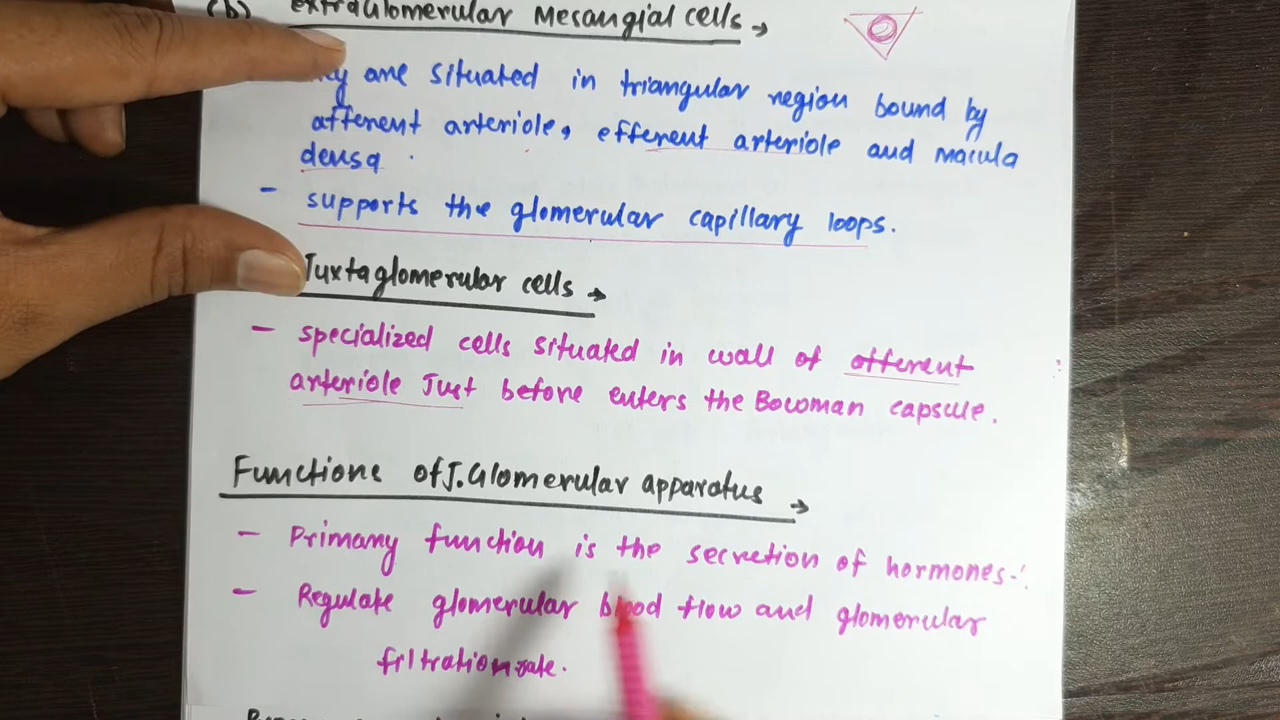 (b) Extraglomerular Mesangial cells →
are situated in triangular region bound by
afferent arteriole, efferent arteriole and macula
densa.
- supports the glomerular capillary loops.
Juxtaglomerular cells →
- specialized cells situated in wall of afferent
arteriole Just before enters the Bowman capsule.
Functions of J. Glomerular apparatus →
- Primary function is the secretion of hormones-
- Regulate glomerular blood flow and glomerular
filtration rate.